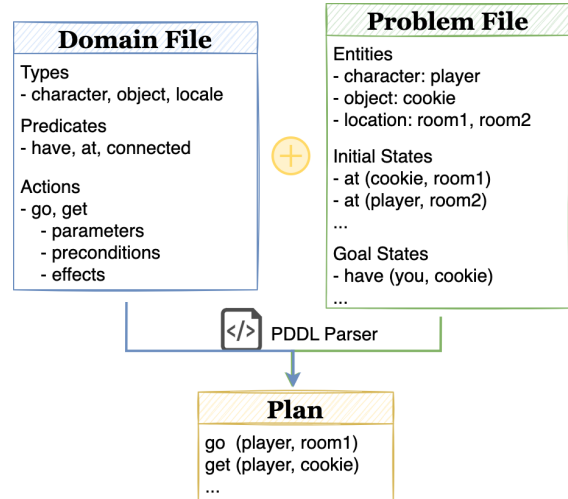 Domain File
Types
- character, object, locale
Predicates
- have, at, connected
Actions
- go, get
- parameters
- preconditions
- effects
Problem File
Entities
- character: player
- object: cookie
- location: room1, room2
Initial States
- at (cookie, room1)
- at (player, room2)
...
Goal States
- have (you, cookie)
...
</> PDDL Parser
Plan
go (player, room1)
get (player, cookie)
...